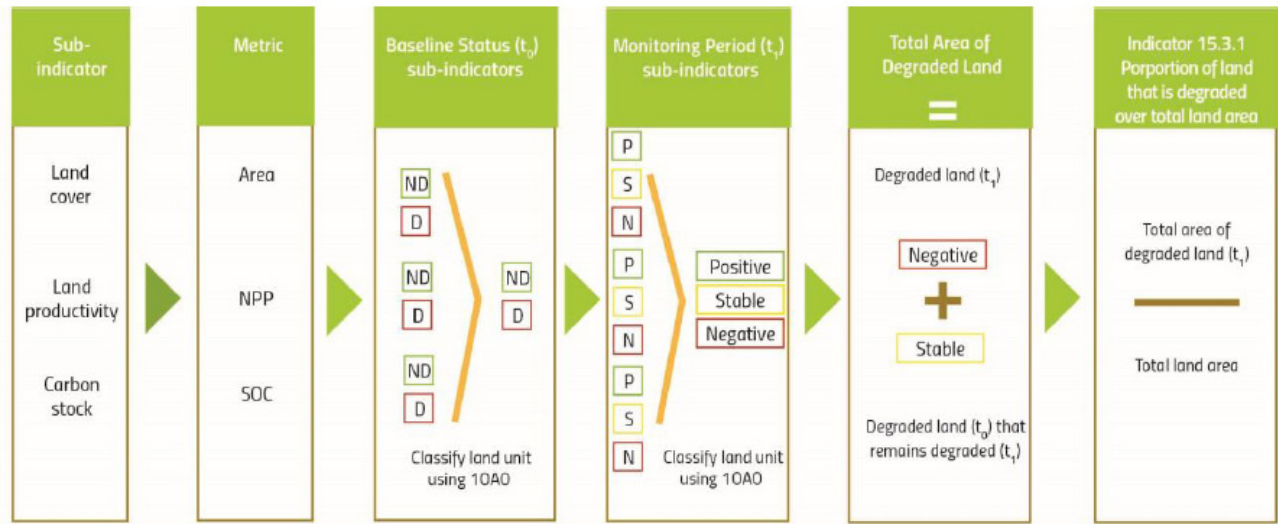 Sub-
indicator
Metric
Baseline Status (t0)
sub-indicators
Monitoring Period (t1)
sub-indicators
Total Area of
Degraded Land
=
Indicator 15.3.1
Porportion of land
that is degraded
over total land area
Land
cover
Land
productivity
Carbon
stock
Area
NPP
SOC
ND
D
ND
D
ND
D
ND
D
Classify land unit
using 1OAO
P
S
N
P
S
N
P
S
N
Positive
Stable
Negative
Classify land unit
using 1OAO
Degraded land (t1)
Negative
+
Stable
Degraded land (t0) that
remains degraded (t1)
Total area of
degraded land (t1)
Total land area